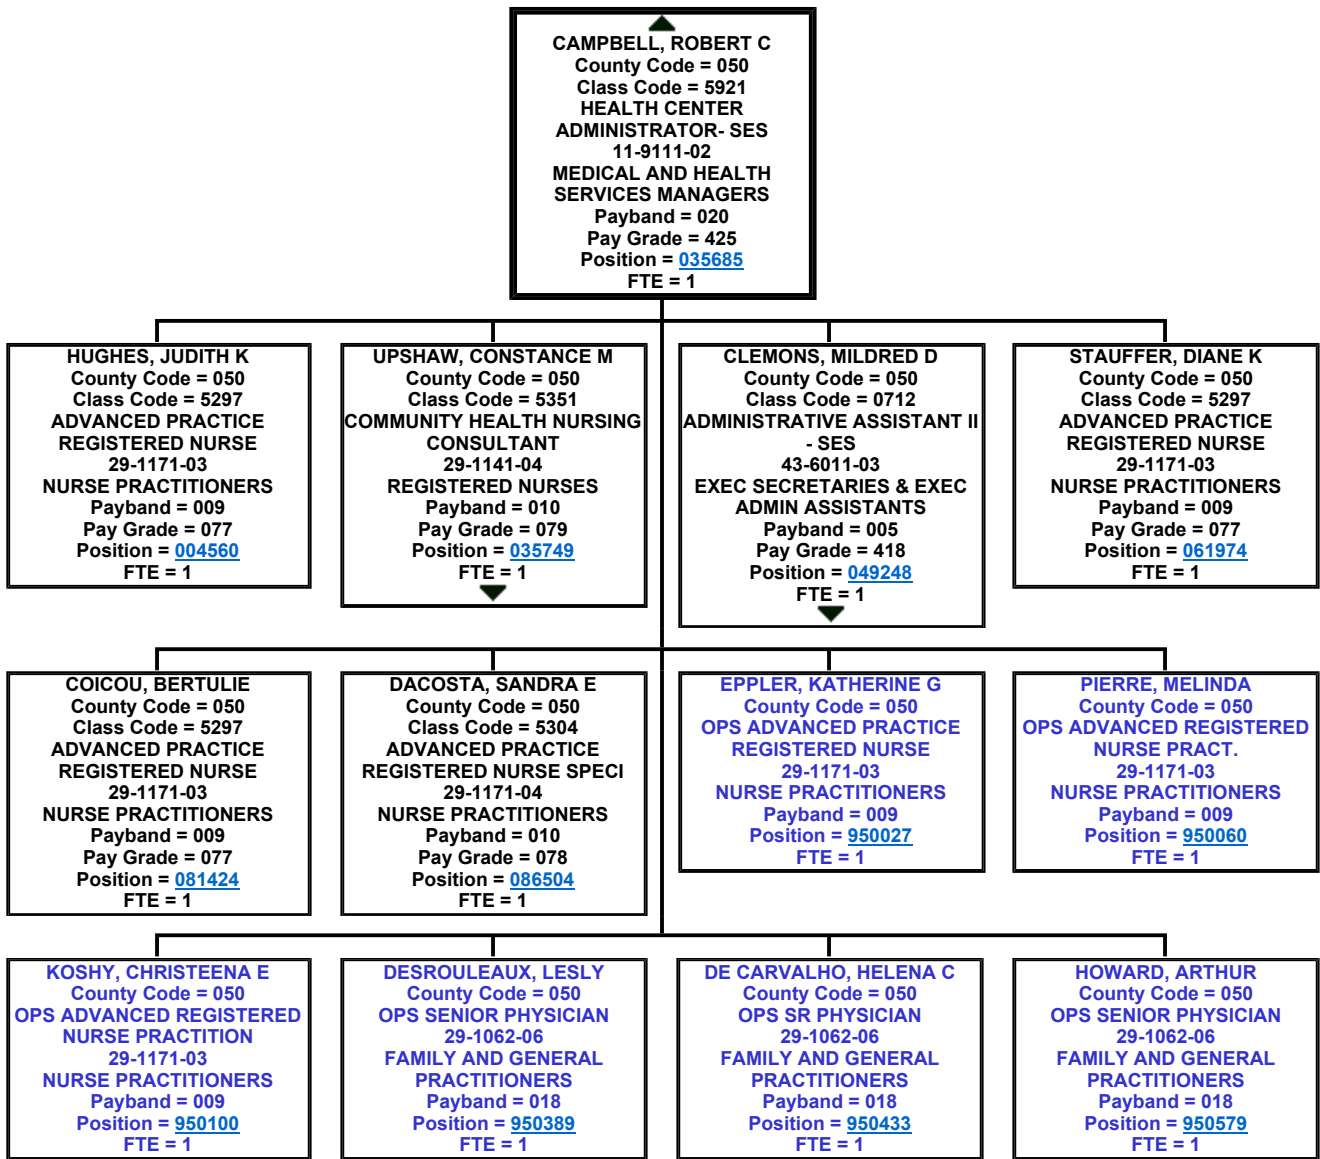 CAMPBELL, ROBERT C
County Code = 050
Class Code = 5921
HEALTH CENTER
ADMINISTRATOR- SES
11-9111-02
MEDICAL AND HEALTH
SERVICES MANAGERS
Payband = 020
Pay Grade = 425
Position = 035685
FTE = 1
HUGHES, JUDITH K
County Code = 050
Class Code = 5297
ADVANCED PRACTICE
REGISTERED NURSE
29-1171-03
NURSE PRACTITIONERS
Payband = 009
Pay Grade = 077
Position = 004560
FTE = 1
UPSHAW, CONSTANCE M
County Code = 050
Class Code = 5351
COMMUNITY HEALTH NURSING
CONSULTANT
29-1141-04
REGISTERED NURSES
Payband = 010
Pay Grade = 079
Position = 035749
FTE = 1
CLEMONS, MILDRED D
County Code = 050
Class Code = 0712
ADMINISTRATIVE ASSISTANT II
- SES
43-6011-03
EXEC SECRETARIES & EXEC
ADMIN ASSISTANTS
Payband = 005
Pay Grade = 418
Position = 049248
FTE = 1
STAUFFER, DIANE K
County Code = 050
Class Code = 5297
ADVANCED PRACTICE
REGISTERED NURSE
29-1171-03
NURSE PRACTITIONERS
Payband = 009
Pay Grade = 077
Position = 061974
FTE = 1
COICOU, BERTULIE
County Code = 050
Class Code = 5297
ADVANCED PRACTICE
REGISTERED NURSE
29-1171-03
NURSE PRACTITIONERS
Payband = 009
Pay Grade = 077
Position = 081424
FTE = 1
DACOSTA, SANDRA E
County Code = 050
Class Code = 5304
ADVANCED PRACTICE
REGISTERED NURSE SPECI
29-1171-04
NURSE PRACTITIONERS
Payband = 010
Pay Grade = 078
Position = 086504
FTE = 1
EPPLER, KATHERINE G
County Code = 050
OPS ADVANCED PRACTICE
REGISTERED NURSE
29-1171-03
NURSE PRACTITIONERS
Payband = 009
Position = 950027
FTE = 1
PIERRE, MELINDA
County Code = 050
OPS ADVANCED REGISTERED
NURSE PRACT.
29-1171-03
NURSE PRACTITIONERS
Payband = 009
Position = 950060
FTE = 1
KOSHY, CHRISTEENA E
County Code = 050
OPS ADVANCED REGISTERED
NURSE PRACTITION
29-1171-03
NURSE PRACTITIONERS
Payband = 009
Position = 950100
FTE = 1
DESROULEAUX, LESLY
County Code = 050
OPS SENIOR PHYSICIAN
29-1062-06
FAMILY AND GENERAL
PRACTITIONERS
Payband = 018
Position = 950389
FTE = 1
DE CARVALHO, HELENA C
County Code = 050
OPS SR PHYSICIAN
29-1062-06
FAMILY AND GENERAL
PRACTITIONERS
Payband = 018
Position = 950433
FTE = 1
HOWARD, ARTHUR
County Code = 050
OPS SENIOR PHYSICIAN
29-1062-06
FAMILY AND GENERAL
PRACTITIONERS
Payband = 018
Position = 950579
FTE = 1